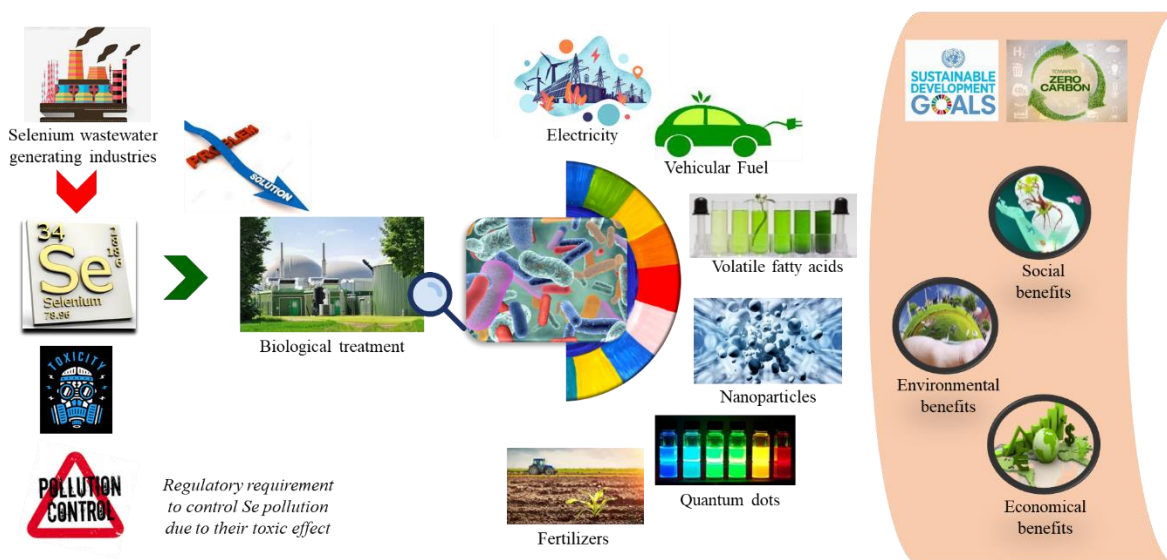 Selenium wastewater
generating industries
PROBLEM
SOLUTION
34
Se
Selenium
78.96
TOXICITY
POLLUTION
CONTROL
Regulatory requirement
to control Se pollution
due to their toxic effect
Biological treatment
Electricity
Vehicular Fuel
Volatile fatty acids
Nanoparticles
Quantum dots
Fertilizers
SUSTAINABLE
DEVELOPMENT
GOALS
TOWARDS
ZERO
CARBON
Social
benefits
Environmental
benefits
Economical
benefits